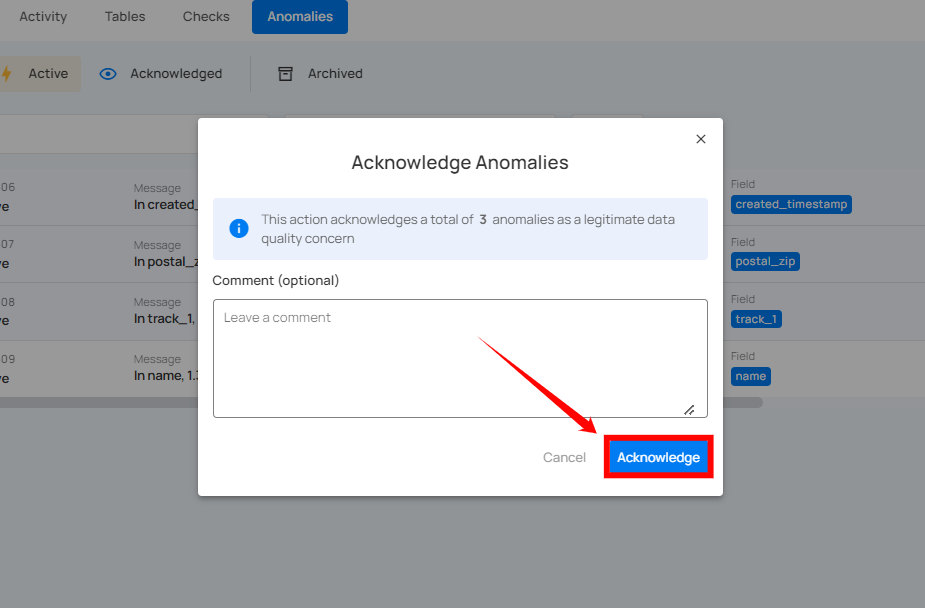 Activity Tables Checks Anomalies
Active Acknowledged Archived
Acknowledge Anomalies
This action acknowledges a total of 3 anomalies as a legitimate data
quality concern
Comment (optional)
Leave a comment
Cancel Acknowledge
06 Message Field
ve In created_ created_timestamp
07 Message Field
ve In postal_z postal_zip
08 Message Field
ve In track_1, track_1
09 Message Field
ve In name, 1.3 name